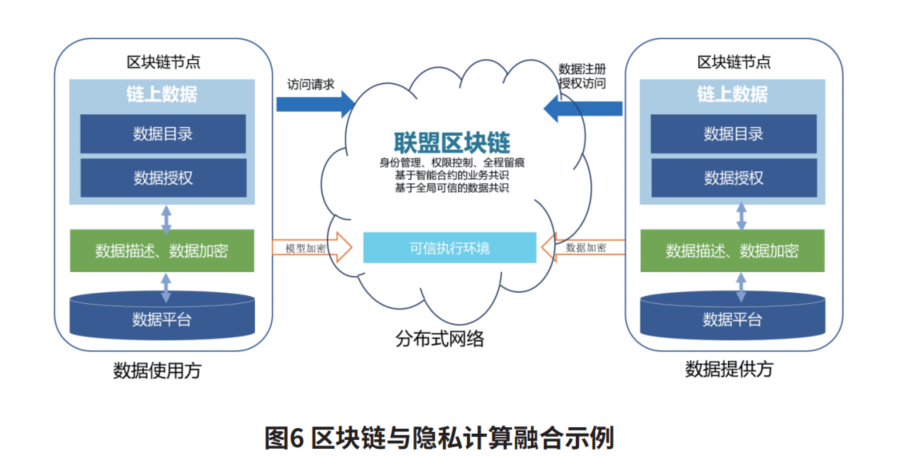 区块链节点
链上数据
数据目录
数据授权
数据描述、数据加密
数据平台
数据使用方
访问请求
模型加密
联盟区块链
身份管理、权限控制、全程留痕
基于智能合约的业务共识
基于全局可信的数据共识
可信执行环境
分布式网络
数据注册
授权访问
数据加密
区块链节点
链上数据
数据目录
数据授权
数据描述、数据加密
数据平台
数据提供方
图6 区块链与隐私计算融合示例